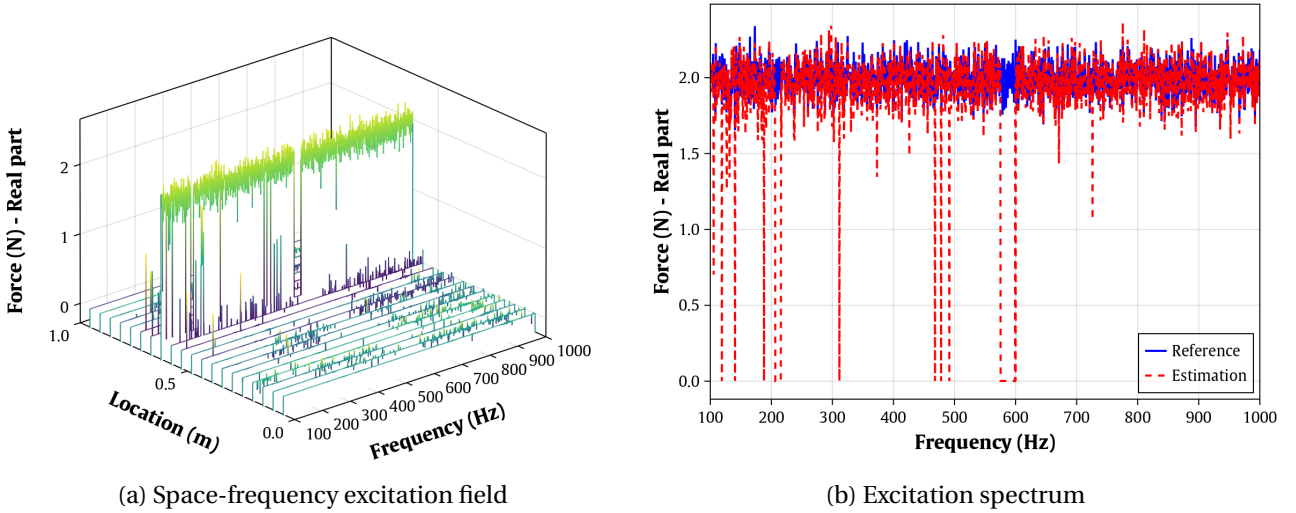 Force (N) - Real part
2
1
0
1.0
0.5
0.0
Location (m)
100
200
300
400
500
600
700
800
900
1000
Frequency (Hz)
(a) Space-frequency excitation field
Force (N) - Real part
2.0
1.5
1.0
0.5
0.0
Reference
Estimation
100 200 300 400 500 600 700 800 900 1000
Frequency (Hz)
(b) Excitation spectrum